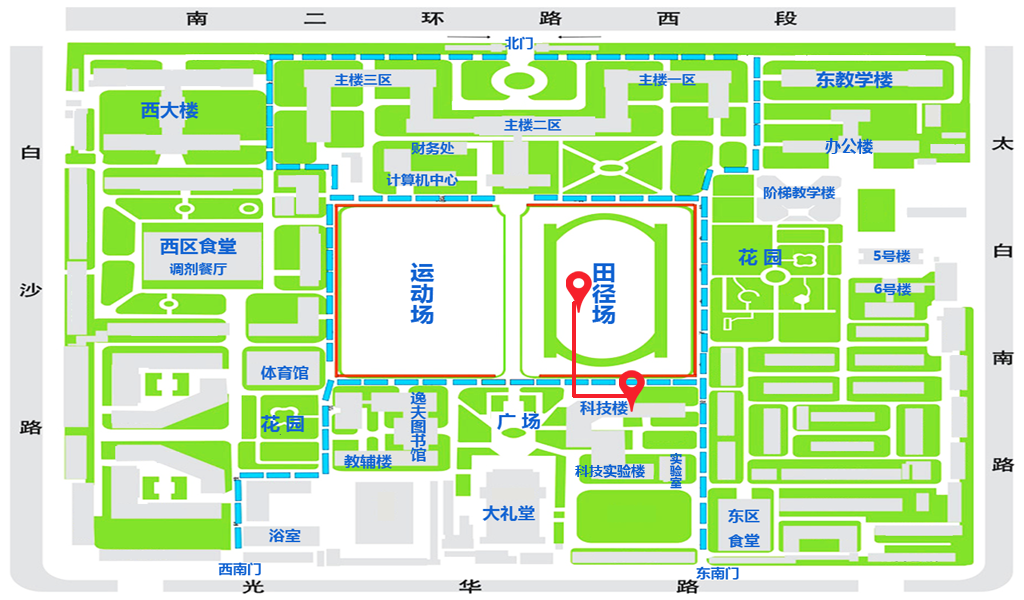 南二环路西段
北门
主楼三区
主楼一区
东教学楼
西大楼
主楼二区
办公楼
财务处
计算机中心
阶梯教学楼
白沙路
太白南路
西区食堂
调剂餐厅
运动场
田径场
花园
5号楼
6号楼
体育馆
花园
逸夫图书馆
教辅楼
广场
科技楼
科技实验楼
实验室
大礼堂
东区
食堂
浴室
西南门
东南门
光华路